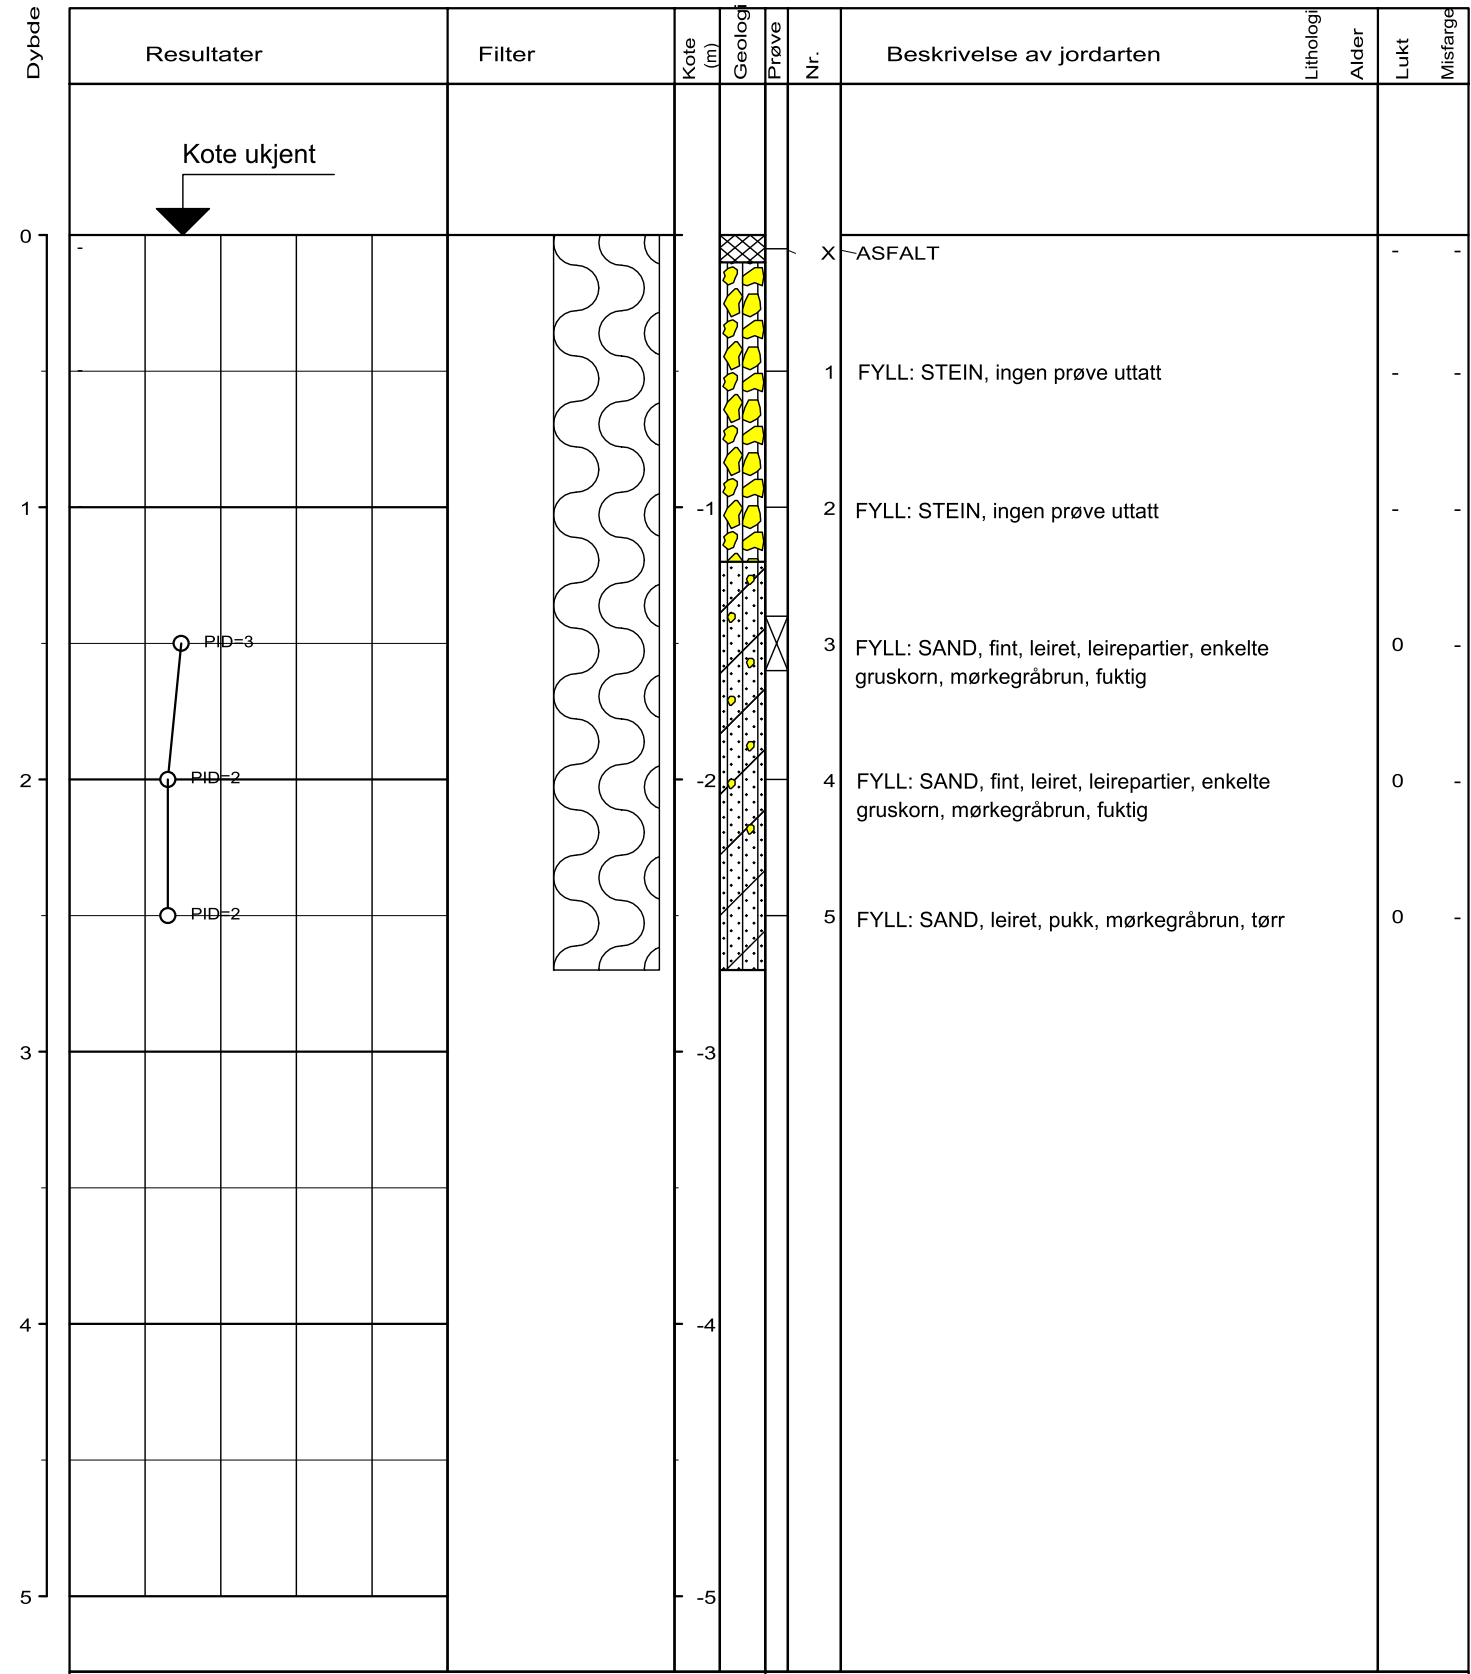 Dybde
Resultater
Filter
Kote (m)
Geologi
Prøve
Nr.
Beskrivelse av jordarten
Lithologi
Alder
Lukt
Misfarge
Kote ukjent
0
-
X
ASFALT
-
-
-
1
FYLL: STEIN, ingen prøve uttatt
-
-
1
-1
2
FYLL: STEIN, ingen prøve uttatt
-
-
PID=3
3
FYLL: SAND, fint, leiret, leirepartier, enkelte
gruskorn, mørkegråbrun, fuktig
0
-
2
PID=2
-2
4
FYLL: SAND, fint, leiret, leirepartier, enkelte
gruskorn, mørkegråbrun, fuktig
0
-
PID=2
5
FYLL: SAND, leiret, pukk, mørkegråbrun, tørr
0
-
3
-3
4
-4
5
-5